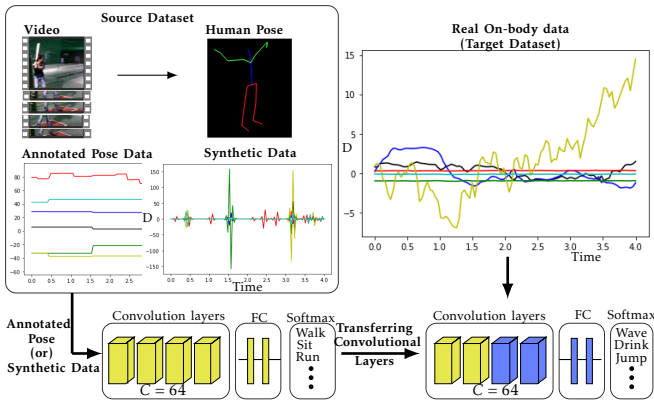 Source Dataset
Video
Human Pose
Annotated Pose Data
Synthetic Data
80
60
40
20
0
-20
-40
-60
0.0
0.5
1.0
1.5
2.0
2.5
D
150
100
50
0
-50
-100
-150
0.0
0.5
1.0
1.5
2.0
2.5
3.0
3.5
4.0
Time
Real On-body data
(Target Dataset)
15
10
5
0
-5
D
0.0
0.5
1.0
1.5
2.0
2.5
3.0
3.5
4.0
Time
Annotated
Pose
(or)
Synthetic Data
Convolution layers
C = 64
FC
Softmax
Walk
Sit
Run
Transferring
Convolutional
Layers
Convolution layers
C = 64
FC
Softmax
Wave
Drink
Jump